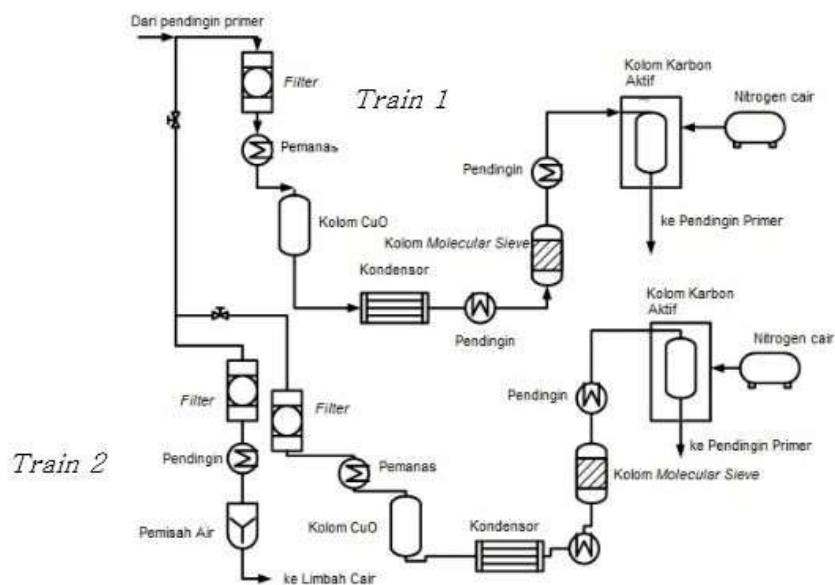 Dari pendingin primer
Filter
Train 1
Pemanas
Kolom CuO
Kondensor
Pendingin
Kolom Molecular Sieve
Pendingin
Kolom Karbon
Aktif
Nitrogen cair
ke Pendingin Primer
Train 2
Filter
Pendingin
Pemisah Air
ke Limbah Cair
Filter
Pemanas
Kolom CuO
Kondensor
Kolom Molecular Sieve
Pendingin
Kolom Karbon
Aktif
Nitrogen cair
ke Pendingin Primer